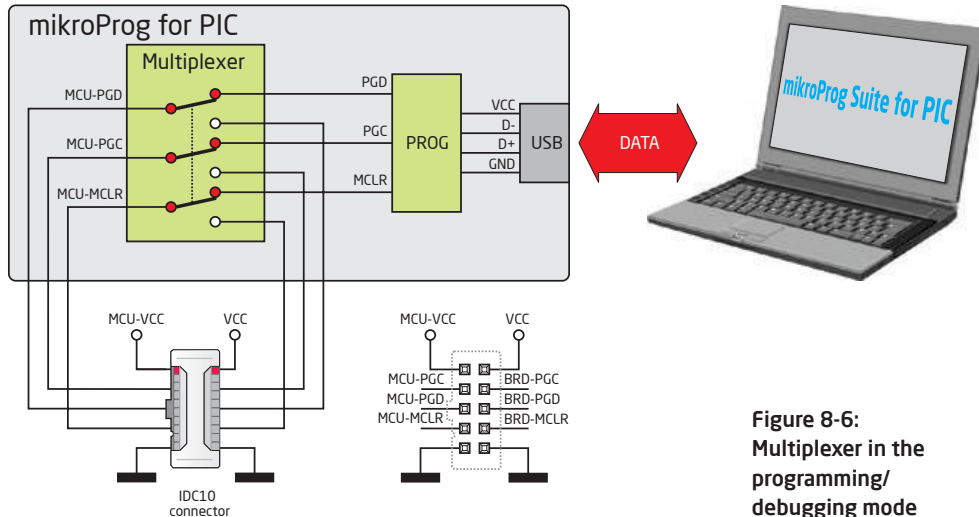 mikroProg for PIC
Multiplexer
MCU-PGD
MCU-PGC
MCU-MCLR
PGD
PGC
MCLR
PROG
VCC
D-
D+
GND
USB
DATA
mikroProg Suite for PIC
MCU-VCC
VCC
IDC10
connector
MCU-VCC
VCC
MCU-PGC
BRD-PGC
MCU-PGD
BRD-PGD
MCU-MCLR
BRD-MCLR
Figure 8-6:
Multiplexer in the
programming/
debugging mode